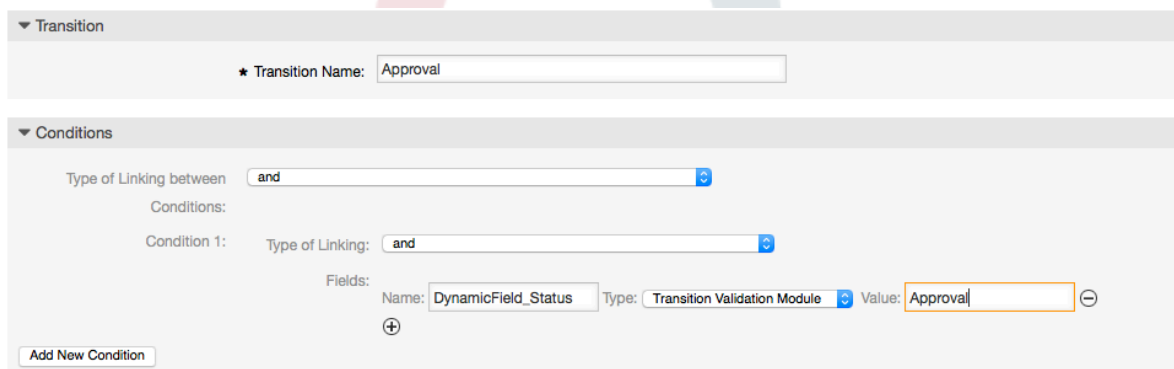 Transition
* Transition Name: Approval
Conditions
Type of Linking between and
Conditions:
Condition 1: Type of Linking: and
Fields:
Name: DynamicField_Status Type: Transition Validation Module Value: Approval
Add New Condition